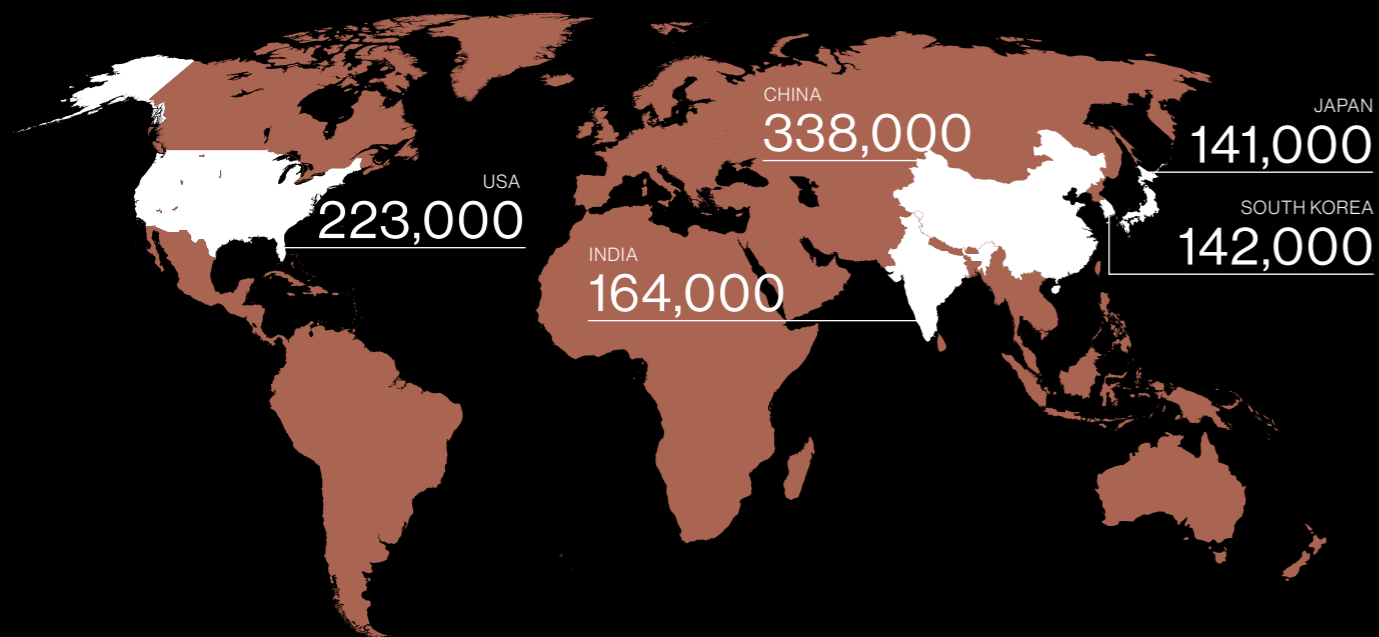 CHINA
338,000
JAPAN
141,000
USA
223,000
SOUTH KOREA
142,000
INDIA
164,000